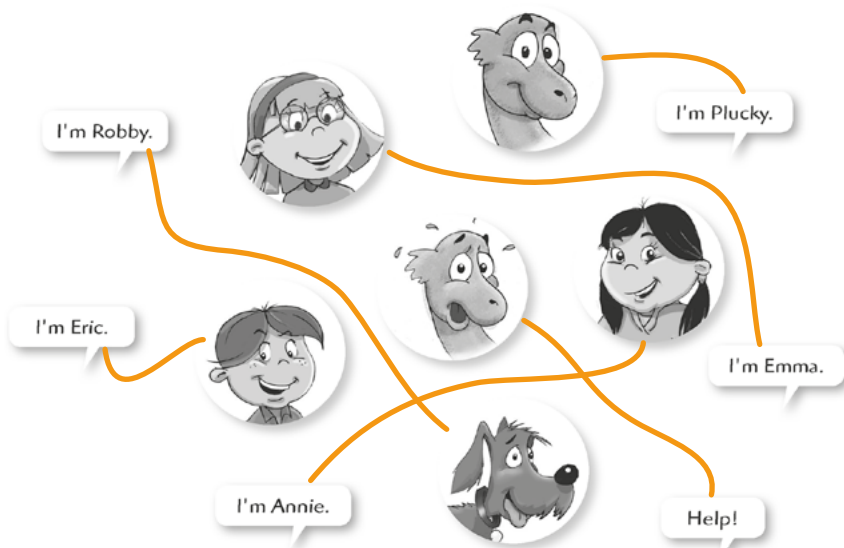 I'm Plucky.
I'm Robby.
I'm Eric.
I'm Emma.
I'm Annie.
Help!